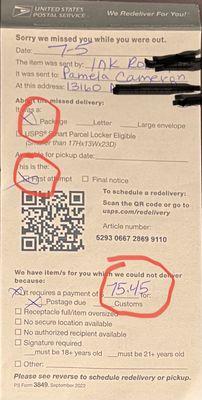 UNITED STATES
POSTAL SERVICE
We Redeliver For You!
Sorry we missed you while you were out.
Date: 7-5
The item was sent by: INK Ro
It was sent to: Pamela Cameron
At this address: 13160
About the missed delivery:
It was a:
X Package Letter Large envelope
USPS Smart Parcel Locker Eligible
(Smaller than 17Hx13Wx23D)
Available for pickup date:
This is the:
1st attempt Final notice
To schedule a redelivery:
Scan the QR code or go to
usps.com/redelivery
Article number:
5293 0667 2869 9110
We have item/s for you which we could not deliver
because:
X It requires a payment of $ 15.45 for:
X Postage due Customs
Receptacle full/item oversized
No secure location available
No authorized recipient available
Signature required
must be 18+ years old must be 21+ years old
Other:
Please see reverse to schedule redelivery or pickup.
PS Form 3849, September 2022